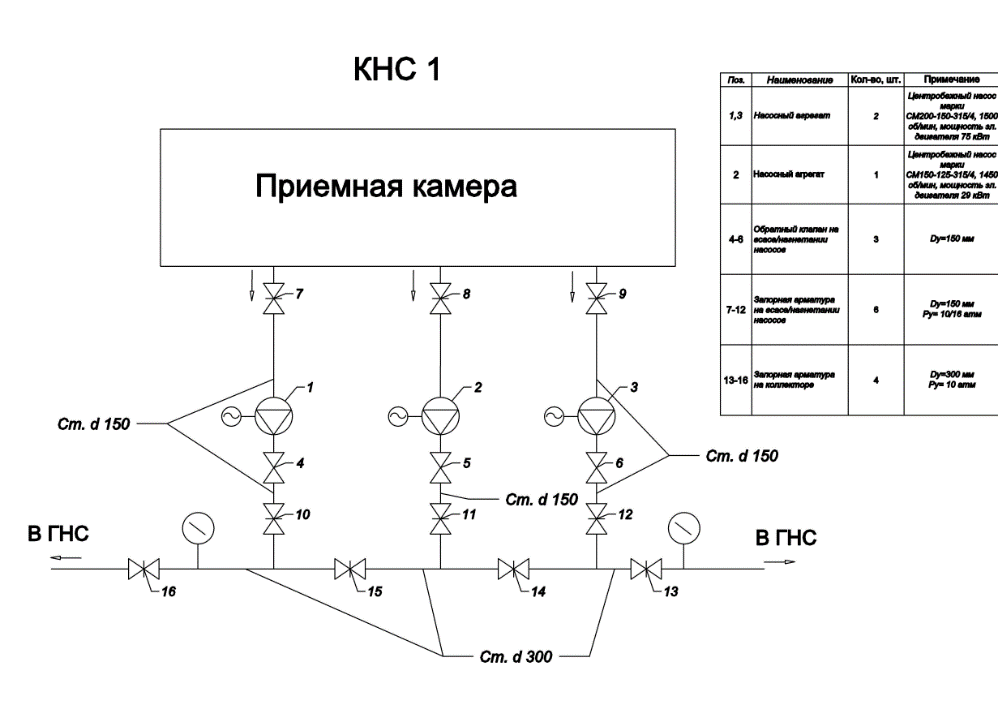 КНС 1
Поз. Наименование Кол-во, шт. Примечание
1,3 Насосный агрегат 2 Центробежный насос
марки
СМ200-150-315/4, 1500
об/мин, мощность эл.
двигателя 75 кВт
2 Насосный агрегат 1 Центробежный насос
марки
СМ150-125-315/4, 1450
об/мин, мощность эл.
двигателя 29 кВт
4-6 Обратный клапан на
всасе/нагнетании
насосов 3 Dy=150 мм
7-12 Запорная арматура
на всасе/нагнетании
насосов 6 Dy=150 мм
Py= 10/16 атм
13-16 Запорная арматура
на коллекторе 4 Dy=300 мм
Py= 10 атм
Приемная камера
7 8 9
1 2 3
Ст. d 150
4 5 6 Ст. d 150
Ст. d 150
10 11 12
В ГНС В ГНС
16 15 14 13
Ст. d 300